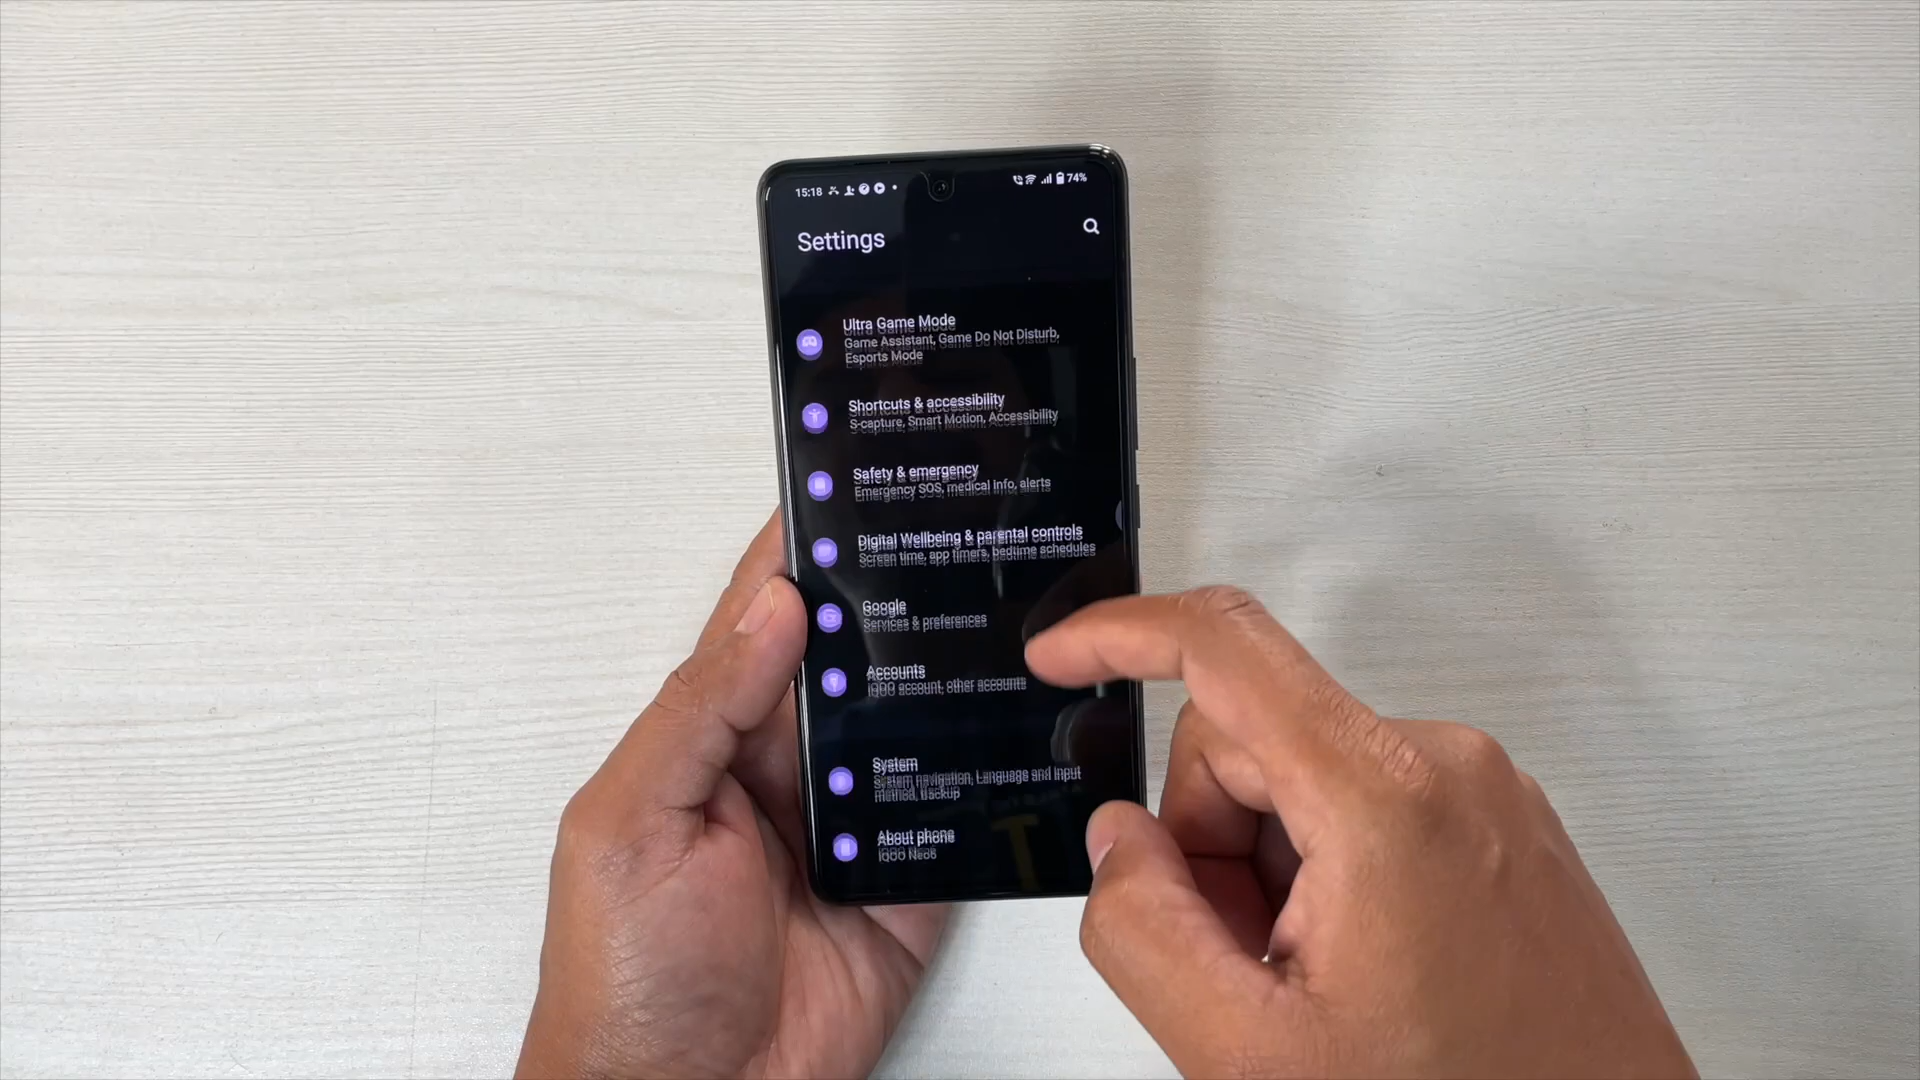 15:18
74%
Settings
Ultra Game Mode
Game Assistant, Game Do Not Disturb,
Esports Mode
Shortcuts & accessibility
S-capture, Smart Motion, Accessibility
Safety & emergency
Emergency SOS, medical info, alerts
Digital Wellbeing & parental controls
Screen time, app timers, bedtime schedules
Google
Services & preferences
Accounts
iQOO account, other accounts
System
System navigation, Language and input
method, Backup
About phone
iQOO Neo6